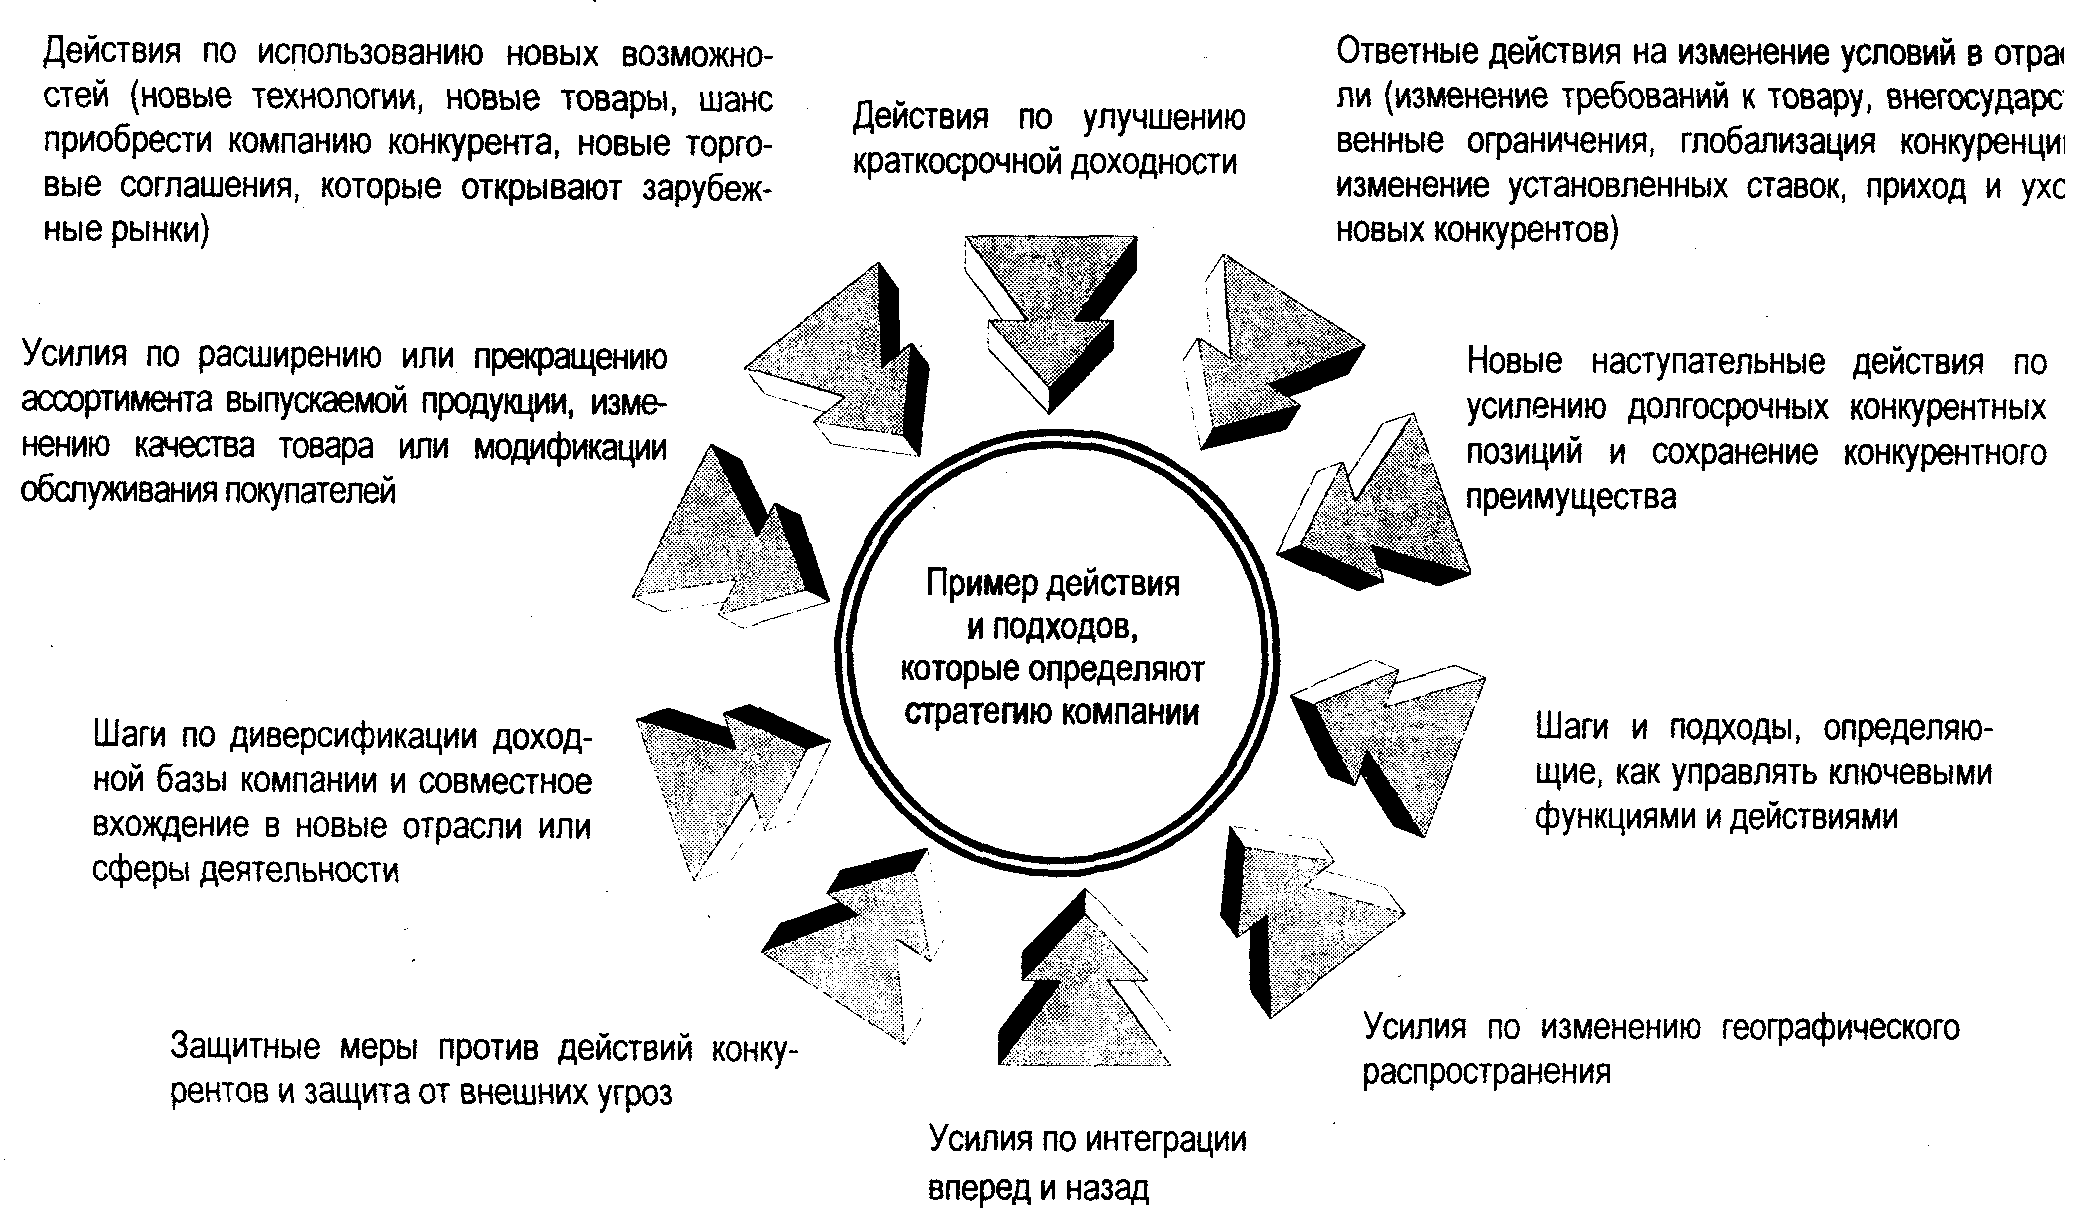 Действия по использованию новых возможно-
стей (новые технологии, новые товары, шанс
приобрести компанию конкурента, новые торго-
вые соглашения, которые открывают зарубеж-
ные рынки)
Действия по улучшению
краткосрочной доходности
Ответные действия на изменение условий в
ли (изменение требований к товару,
венные ограничения, глобализация
изменение установленных ставок, приход и
новых конкурентов)
Усилия по расширению или прекращению
ассортимента выпускаемой продукции, изме-
нению качества товара или модификации
обслуживания покупателей
Новые наступательные действия по
усилению долгосрочных конкурентных
позиций и сохранение конкурентного
преимущества
Пример действия
и подходов,
которые определяют
стратегию компании
Шаги по диверсификации доход-
ной базы компании и совместное
вхождение в новые отрасли или
сферы деятельности
Шаги и подходы, определяю-
щие, как управлять ключевыми
функциями и действиями
Защитные меры против действий конку-
рентов и защита от внешних угроз
Усилия по изменению географического
распространения
Усилия по интеграции
вперед и назад